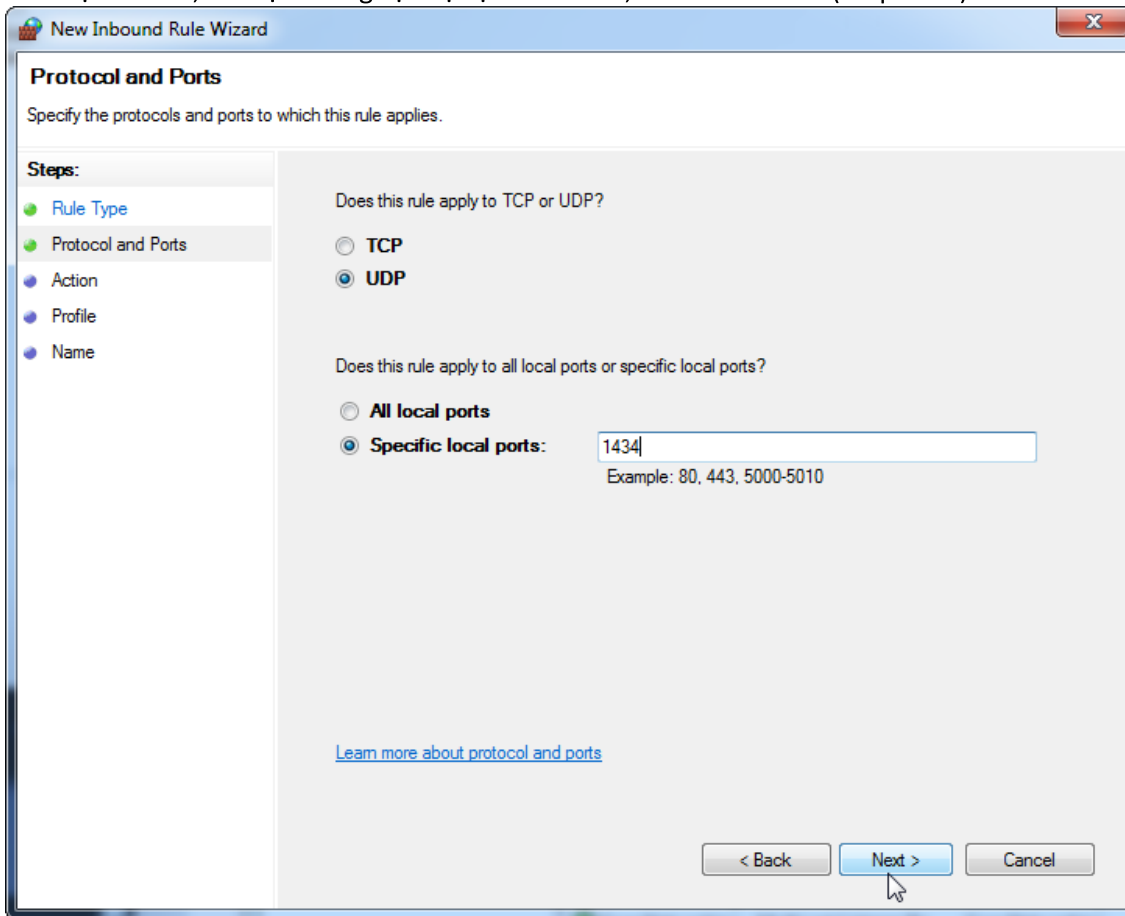 New Inbound Rule Wizard
Protocol and Ports
Specify the protocols and ports to which this rule applies.
Steps:
Rule Type
Protocol and Ports
Action
Profile
Name
Does this rule apply to TCP or UDP?
TCP
UDP
Does this rule apply to all local ports or specific local ports?
All local ports
Specific local ports: 1434
Example: 80, 443, 5000-5010
Learn more about protocol and ports
< Back Next > Cancel